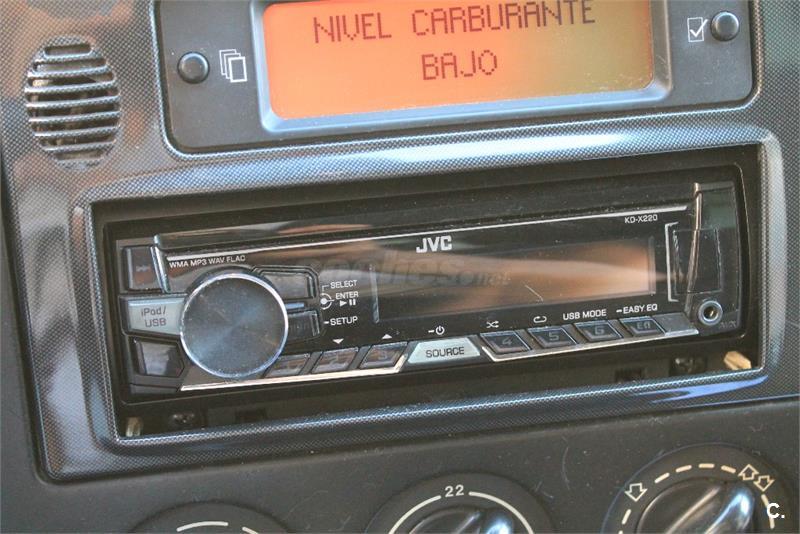 NIVEL CARBURANTE
BAJO
JVC
KD-X220
WMA MP3 WAV FLAC
SELECT
ENTER
iPod/
USB
SETUP
USB MODE
EASY EQ
SOURCE
4
5
6
22
C.